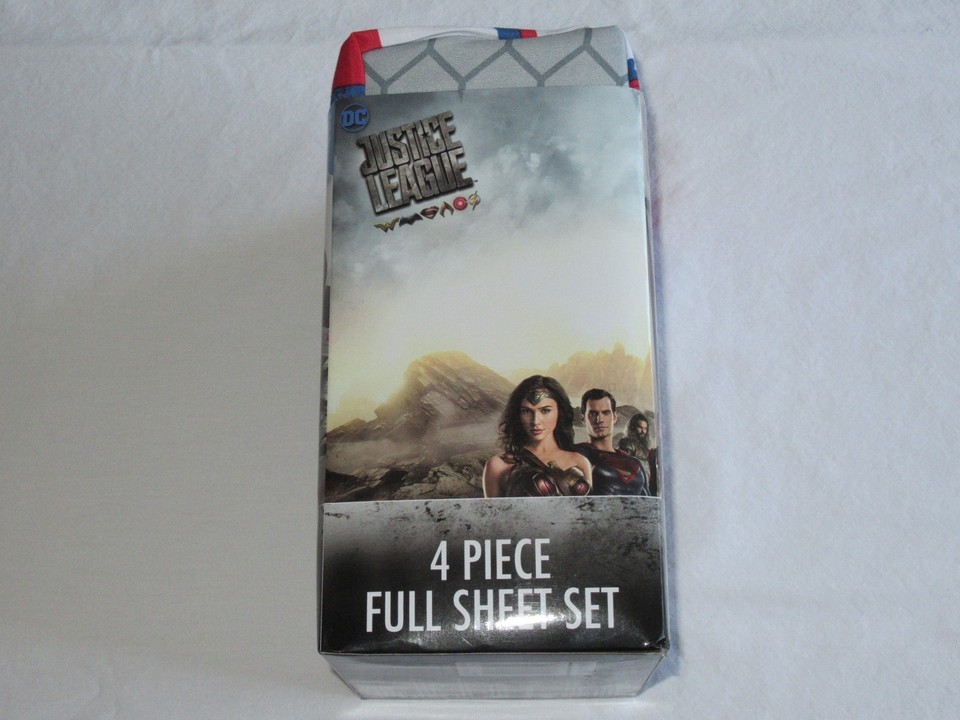 DC
JUSTICE
LEAGUE
4 PIECE
FULL SHEET SET